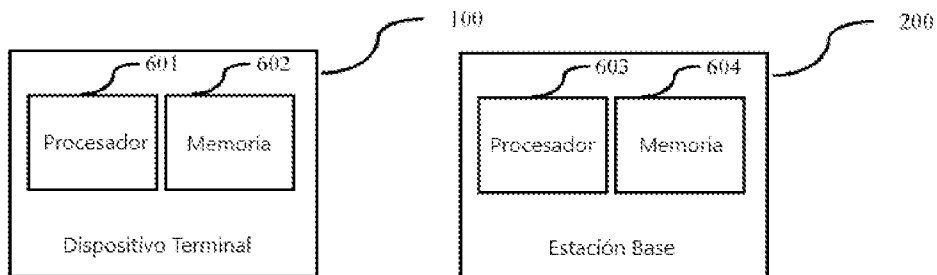 100
200
601
602
603
604
Procesador
Memoria
Procesador
Memoria
Dispositivo Terminal
Estación Base